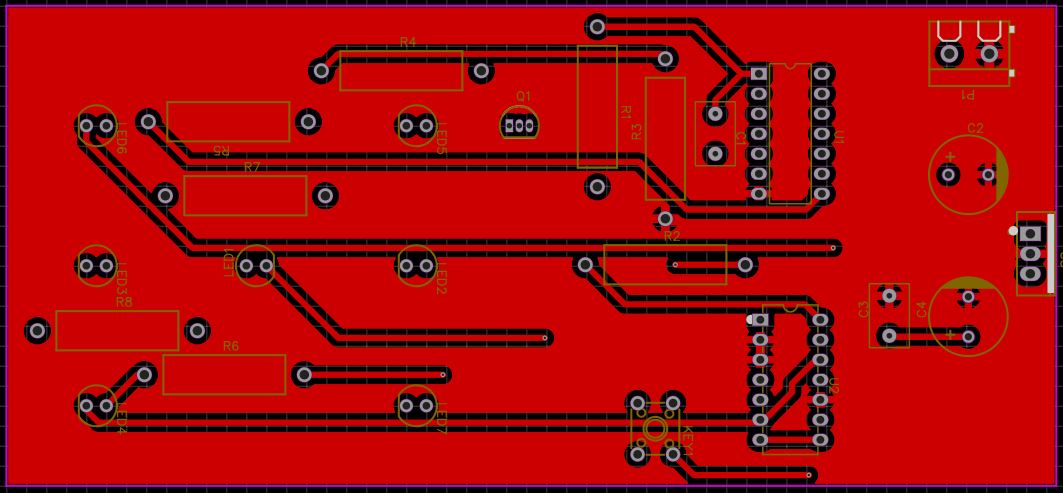 R4
Q1
P1
LED6
R5
LED5
R1
R3
C1
U1
C2
R7
R2
LED3
LED1
LED2
R8
C3
C4
R6
U2
LED4
LED7
KEY1
+
+